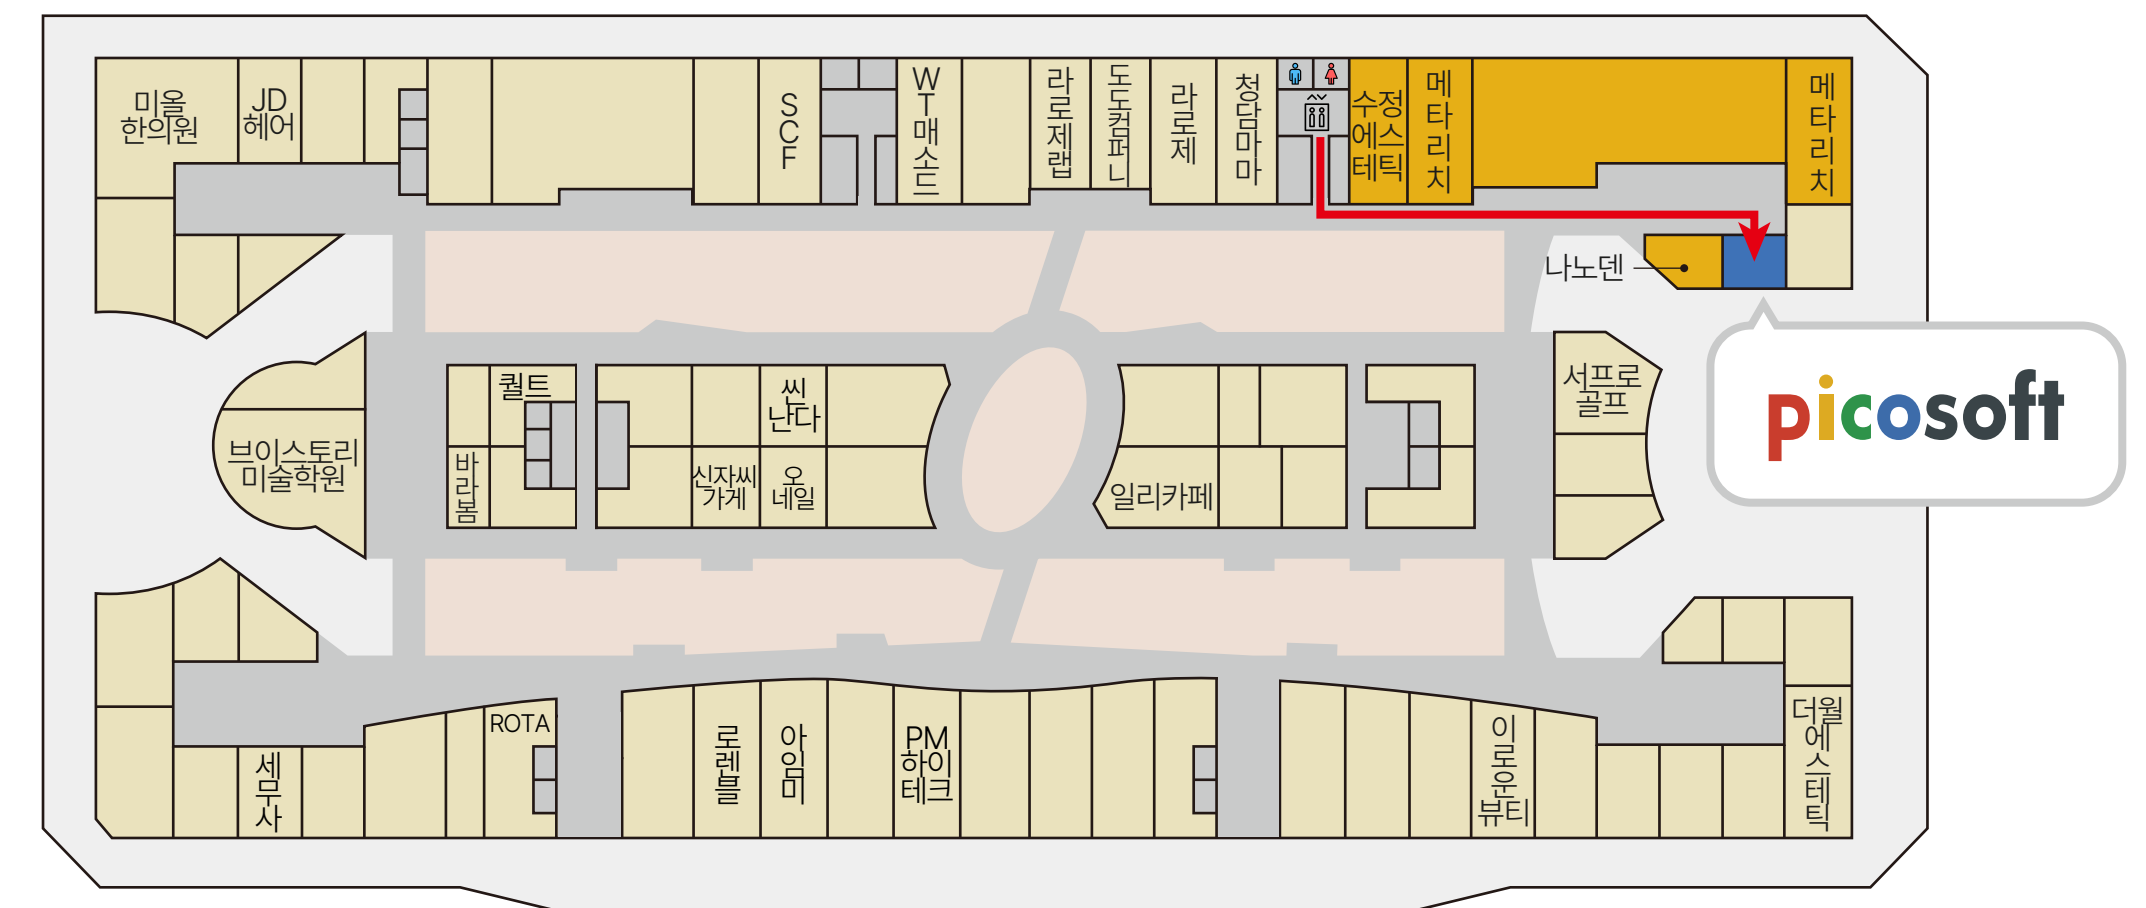 미올
한의원
JD
헤어
SCF
WT매소드
라로제랩
도도컴퍼니
라로제
청담마마
수정
에스
테틱
메타리치
메타리치
나노덴
picosoft
퀄트
씬
난다
바라봄
신자씨
가게
오
네일
일리카페
서프로
골프
브이스토리
미술학원
ROTA
세무사
로렌블
아임미
PM
하이
테크
이로운
뷰티
더월
에스테틱